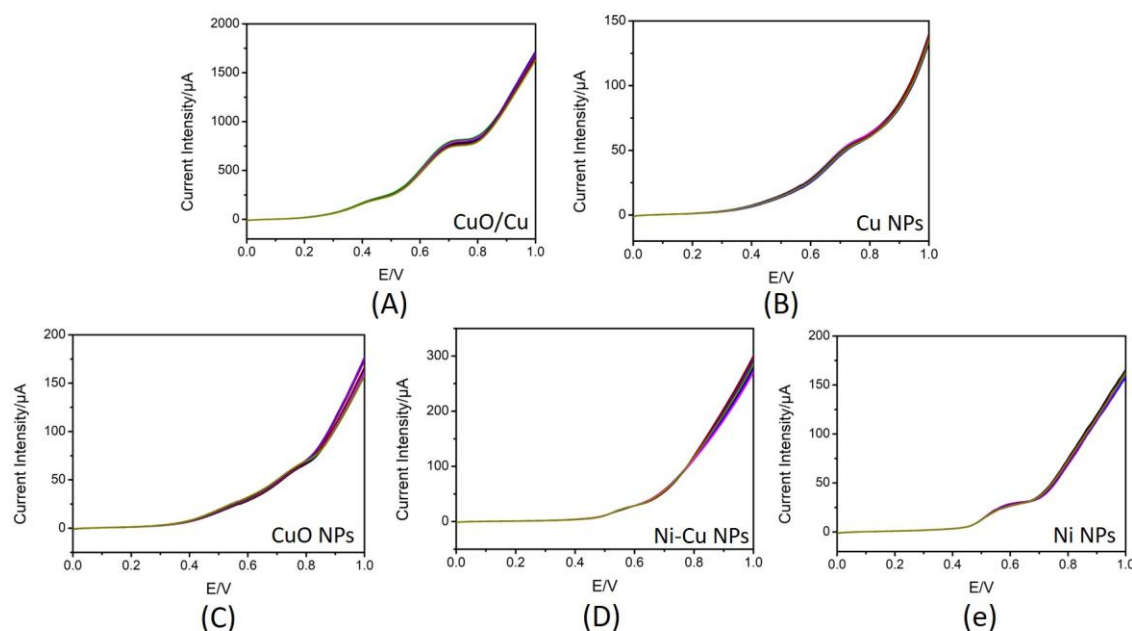 2000
1500
1000
750
500
250
0
Current Intensity/µA
0.0 0.2 0.4 0.6 0.8 1.0
E/V
CuO/Cu
(A)
150
100
50
0
Current Intensity/µA
0.0 0.2 0.4 0.6 0.8 1.0
E/V
Cu NPs
(B)
200
150
100
50
0
Current Intensity/µA
0.0 0.2 0.4 0.6 0.8 1.0
E/V
CuO NPs
(C)
300
200
100
0
Current Intensity/µA
0.0 0.2 0.4 0.6 0.8 1.0
E/V
Ni-Cu NPs
(D)
200
150
100
50
0
Current Intensity/µA
0.0 0.2 0.4 0.6 0.8 1.0
E/V
Ni NPs
(e)